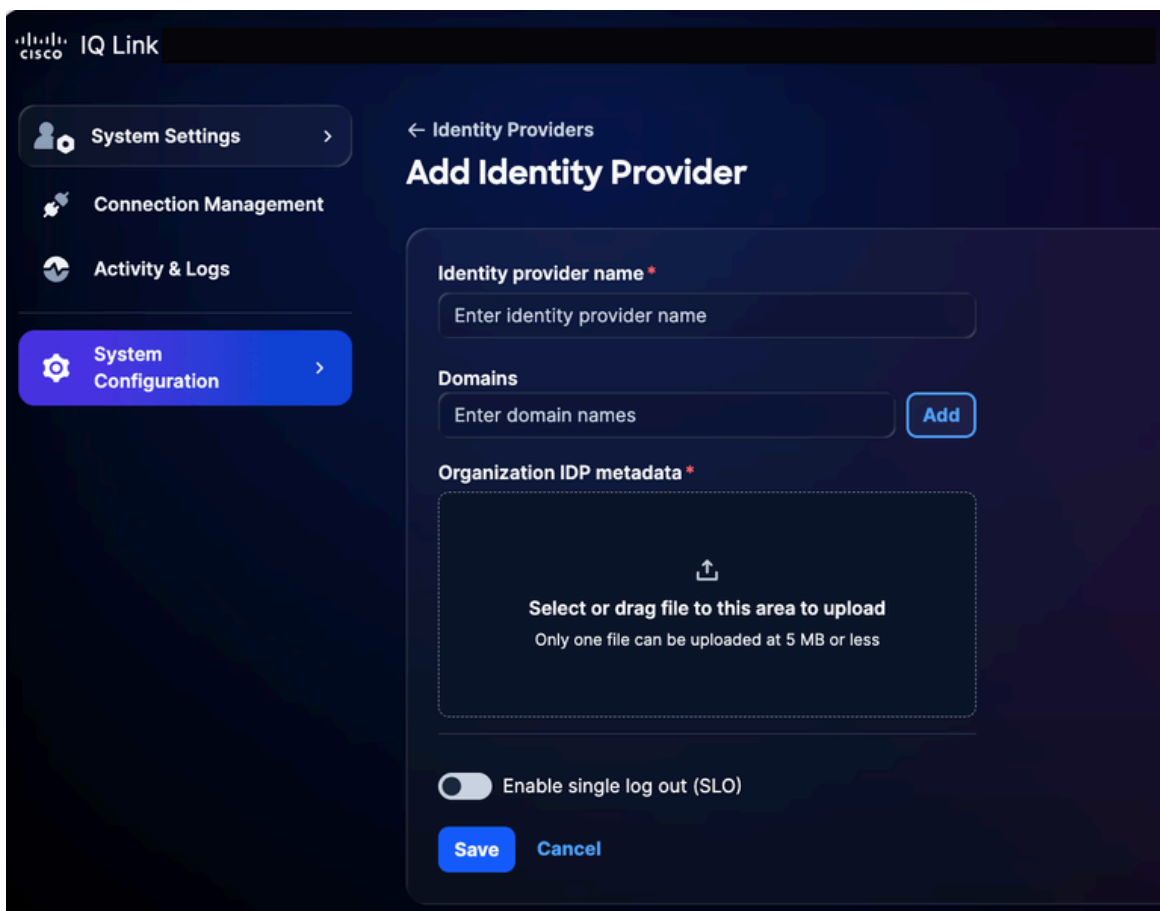 cisco IQ Link
System Settings
Connection Management
Activity & Logs
System
Configuration
← Identity Providers
Add Identity Provider
Identity provider name*
Enter identity provider name
Domains
Enter domain names
Add
Organization IDP metadata*
Select or drag file to this area to upload
Only one file can be uploaded at 5 MB or less
Enable single log out (SLO)
Save
Cancel